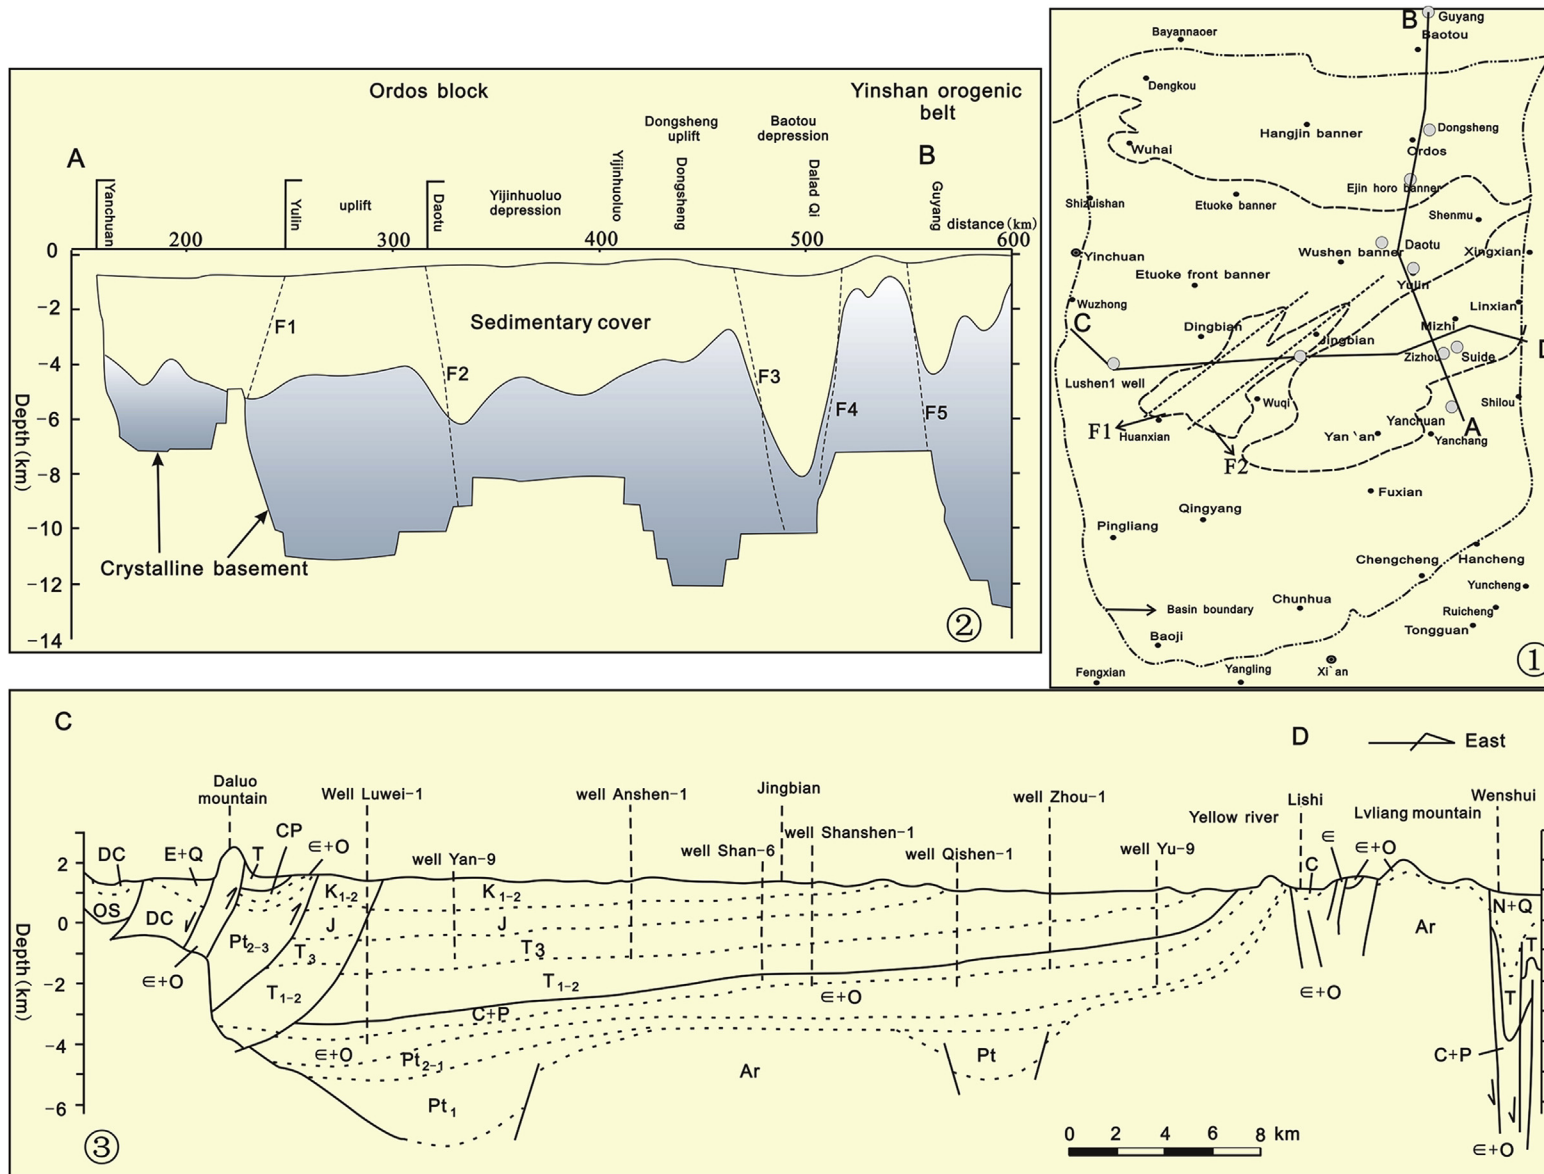 Ordos block
Yinshan orogenic
belt
Dongsheng
uplift
Baotou
depression
A
B
Yanchuan
Yulin
uplift
Daotu
Yijinhuoluo
depression
Yijinhuoluo
Dongsheng
Dalad Qi
Guyang
distance(km)
0
200
300
400
500
600
-2
-4
-6
-8
-10
-12
-14
Depth(km)
F1
F2
F3
F4
F5
Sedimentary cover
Crystalline basement
②
B
Guyang
Baotou
Bayannaoer
Dengkou
Hangjin banner
Dongsheng
Ordos
Wuhai
Ejin horo banner
Shizuishan
Etuoke banner
Shenmu
Yinchuan
Wushen banner
Daotu
Xingxian
Etuoke front banner
Yulin
Wuzhong
Linxian
C
Dingbian
Mizhi
Jingbian
D
Zizhou
Suide
Lushen1 well
Wuqi
Shilou
F1
Huanxian
Yanchuan
A
Yan`an
Yanchang
F2
Fuxian
Qingyang
Pingliang
Chengcheng
Hancheng
Yuncheng
Chunhua
Basin boundary
Ruicheng
Tongguan
Baoji
Fengxian
Yangling
Xi`an
①
C
D
East
Daluo
mountain
Well Luwei-1
well Anshen-1
Jingbian
well Zhou-1
Lishi
Lvliang mountain
Wenshui
Yellow river
well Yan-9
well Shan-6
well Shanshen-1
well Qishen-1
well Yu-9
DC
E+Q
T
CP
∈+O
C
∈
∈+O
2
0
-2
-4
-6
Depth(km)
OS
DC
Pt2-3
∈+O
K1-2
K1-2
J
J
T3
T3
T1-2
T1-2
C+P
∈+O
∈+O
Pt2-1
Pt1
Ar
Pt
∈+O
Ar
N+Q
T
T
C+P
∈+O
0 2 4 6 8 km
③